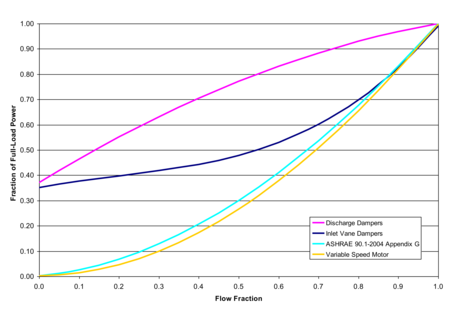 1.00
0.90
0.80
0.70
0.60
0.50
0.40
0.30
0.20
0.10
0.00
Fraction of Full-Load Power
0.0 0.1 0.2 0.3 0.4 0.5 0.6 0.7 0.8 0.9 1.0
Flow Fraction
Discharge Dampers
Inlet Vane Dampers
ASHRAE 90.1-2004 Appendix G
Variable Speed Motor